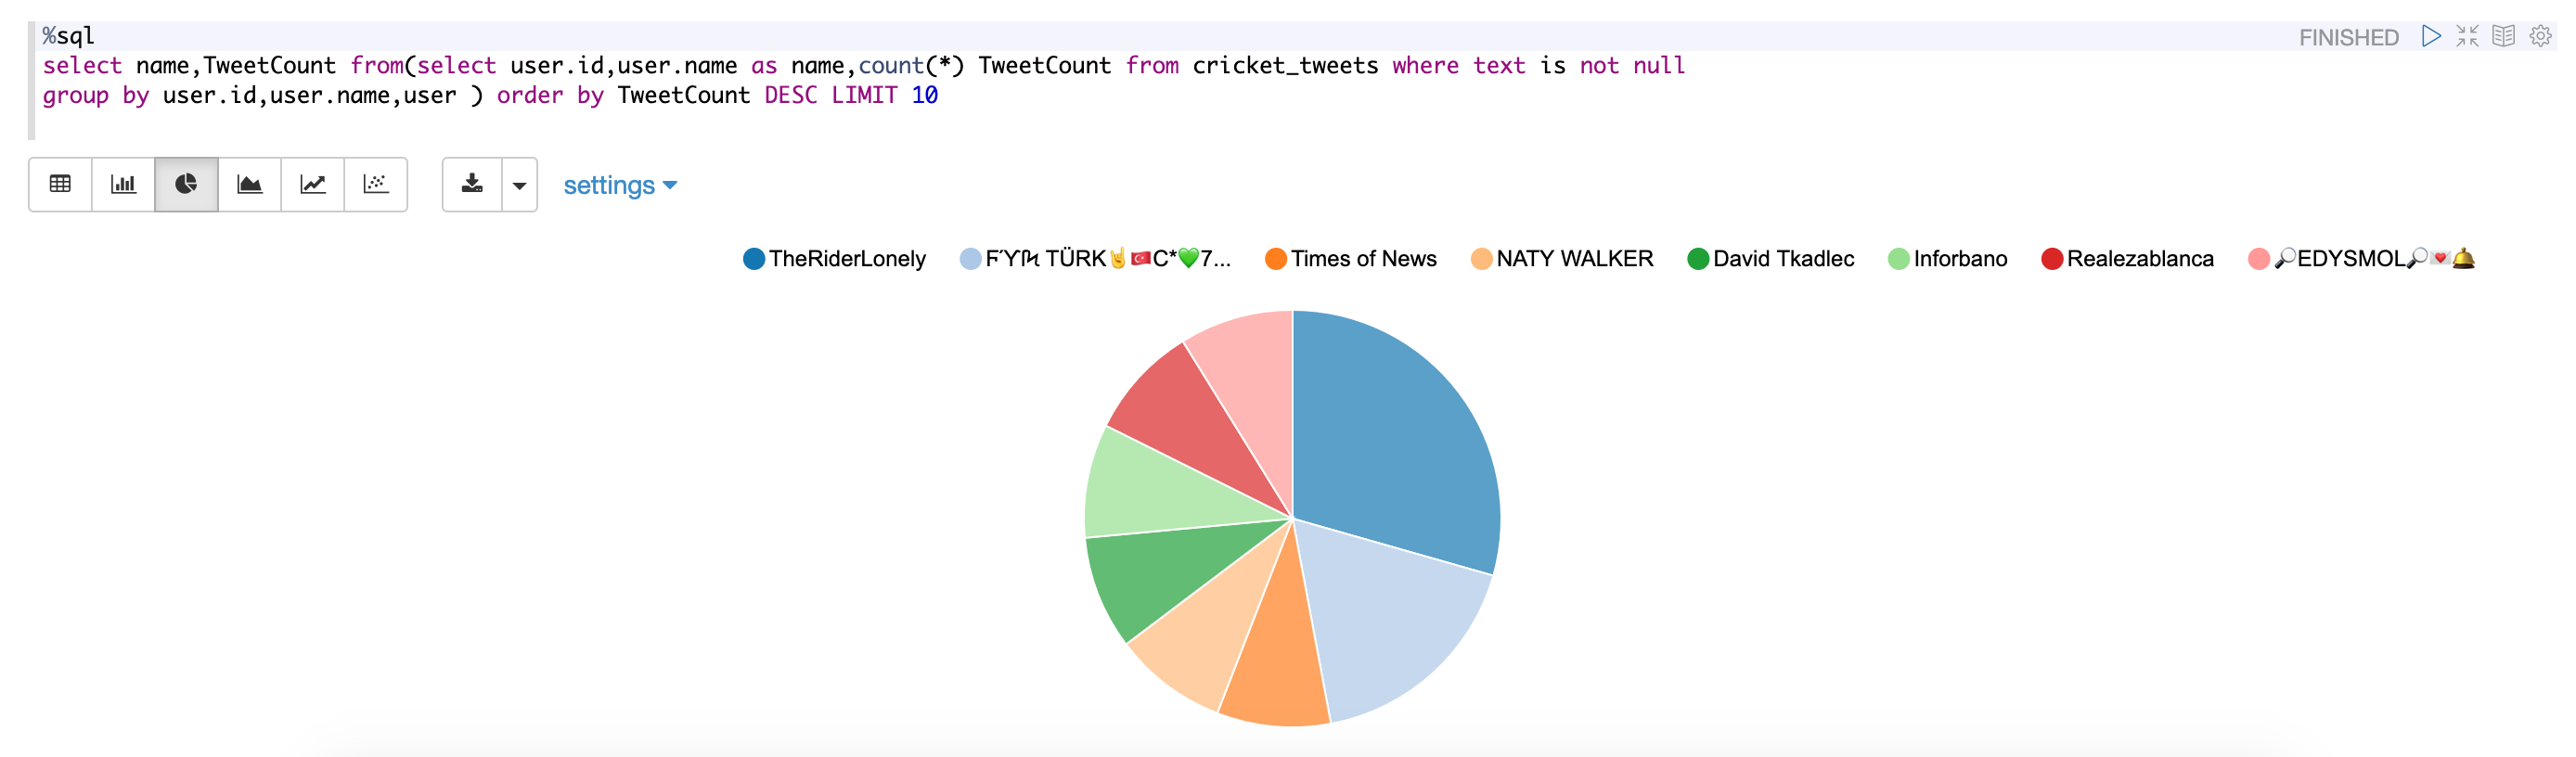 %sql
FINISHED
select name,TweetCount from(select user.id,user.name as name,count(*) TweetCount from cricket_tweets where text is not null
group by user.id,user.name,user ) order by TweetCount DESC LIMIT 10
settings
TheRiderLonely
TÜRK🤘🇹🇷C*💚7...
Times of News
NATY WALKER
David Tkadlec
Inforbano
Realezablanca
🔎EDYSMOL🔎💌🛎